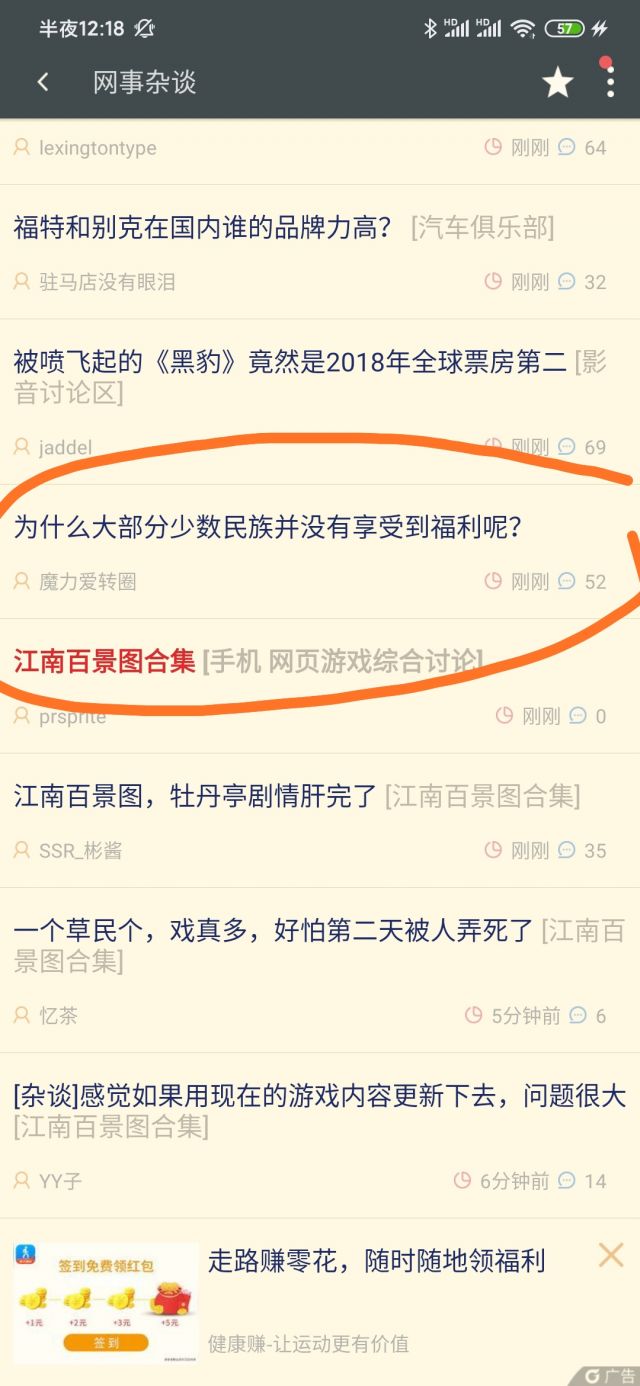 半夜12:18
HD HD 57
网事杂谈
lexingtontype 刚刚 64
福特和别克在国内谁的品牌力高？ [汽车俱乐部]
驻马店没有眼泪 刚刚 32
被喷飞起的《黑豹》竟然是2018年全球票房第二 [影
音讨论区]
jaddel 刚刚 69
为什么大部分少数民族并没有享受到福利呢？
魔力爱转圈 刚刚 52
江南百景图合集 [手机 网页游戏综合讨论]
prsprite 刚刚 0
江南百景图，牡丹亭剧情肝完了 [江南百景图合集]
SSR_彬酱 刚刚 35
一个草民个，戏真多，好怕第二天被人弄死了 [江南百
景图合集]
忆茶 5分钟前 6
[杂谈]感觉如果用现在的游戏内容更新下去，问题很大
[江南百景图合集]
YY子 6分钟前 14
签到免费领红包
+1元 +2元 +3元 +5元
签到
走路赚零花，随时随地领福利
健康赚-让运动更有价值
广告